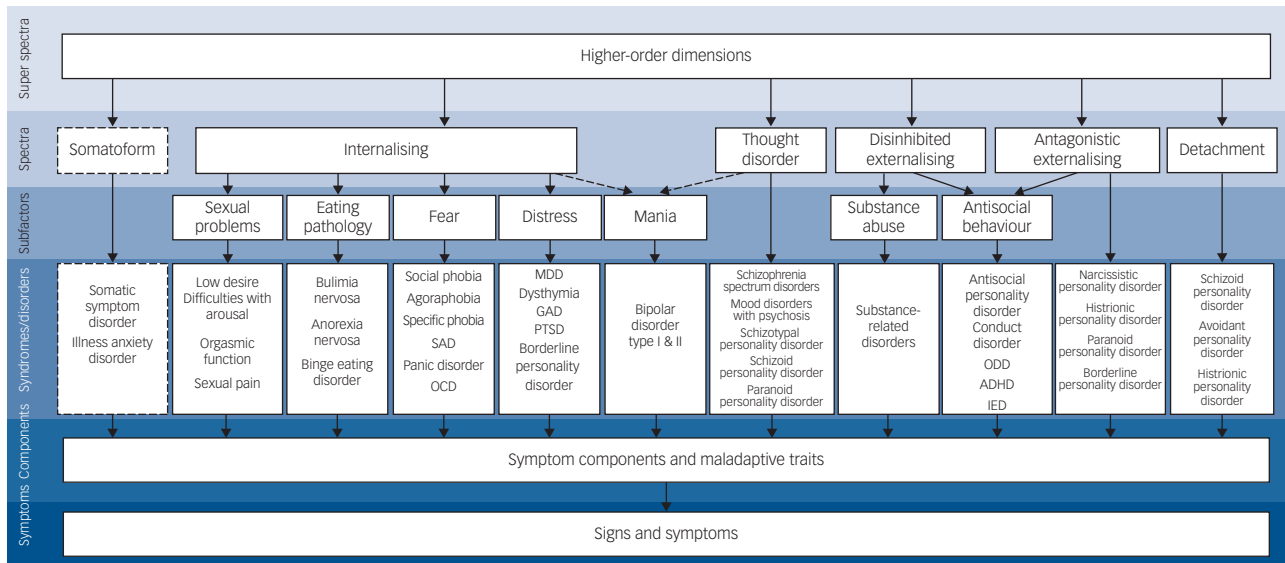 Super spectra
Higher-order dimensions
Spectra
Somatoform
Internalising
Thought
disorder
Disinhibited
externalising
Antagonistic
externalising
Detachment
Subfactors
Sexual
problems
Eating
pathology
Fear
Distress
Mania
Substance
abuse
Antisocial
behaviour
Syndromes/disorders
Somatic
symptom
disorder
Illness anxiety
disorder
Low desire
Difficulties with
arousal
Orgasmic
function
Sexual pain
Bulimia
nervosa
Anorexia
nervosa
Binge eating
disorder
Social phobia
Agoraphobia
Specific phobia
SAD
Panic disorder
OCD
MDD
Dysthymia
GAD
PTSD
Borderline
personality
disorder
Bipolar
disorder
type I & II
Schizophrenia
spectrum disorders
Mood disorders
with psychosis
Schizotypal
personality disorder
Schizoid
personality disorder
Paranoid
personality disorder
Substance-
related
disorders
Antisocial
personality
disorder
Conduct
disorder
ODD
ADHD
IED
Narcissistic
personality disorder
Histrionic
personality disorder
Paranoid
personality disorder
Borderline
personality disorder
Schizoid
personality
disorder
Avoidant
personality
disorder
Histrionic
personality
disorder
Components
Symptom components and maladaptive traits
Symptoms
Signs and symptoms